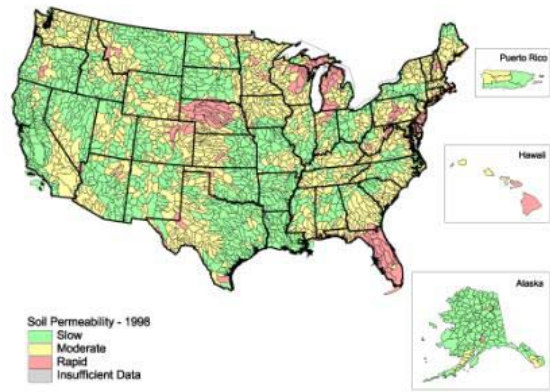 Puerto Rico
Hawaii
Alaska
Soil Permeability - 1998
Slow
Moderate
Rapid
Insufficient Data